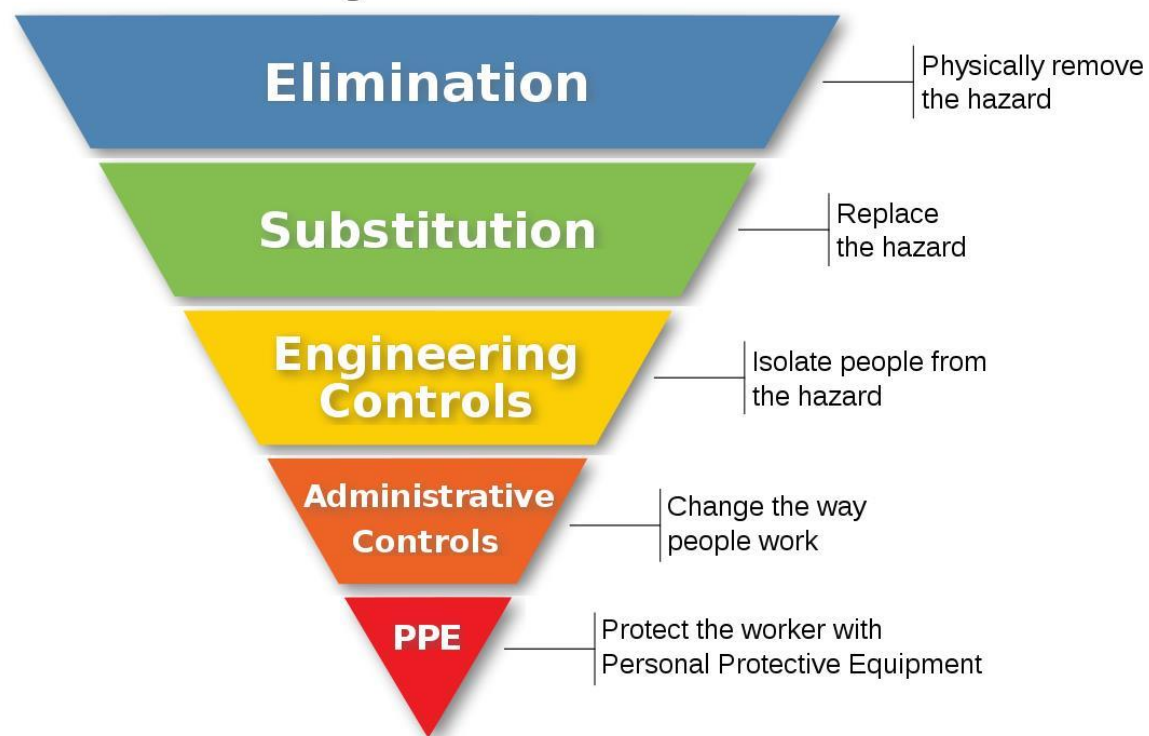 Elimination
Physically remove
the hazard
Substitution
Replace
the hazard
Engineering
Controls
Isolate people from
the hazard
Administrative
Controls
Change the way
people work
PPE
Protect the worker with
Personal Protective Equipment